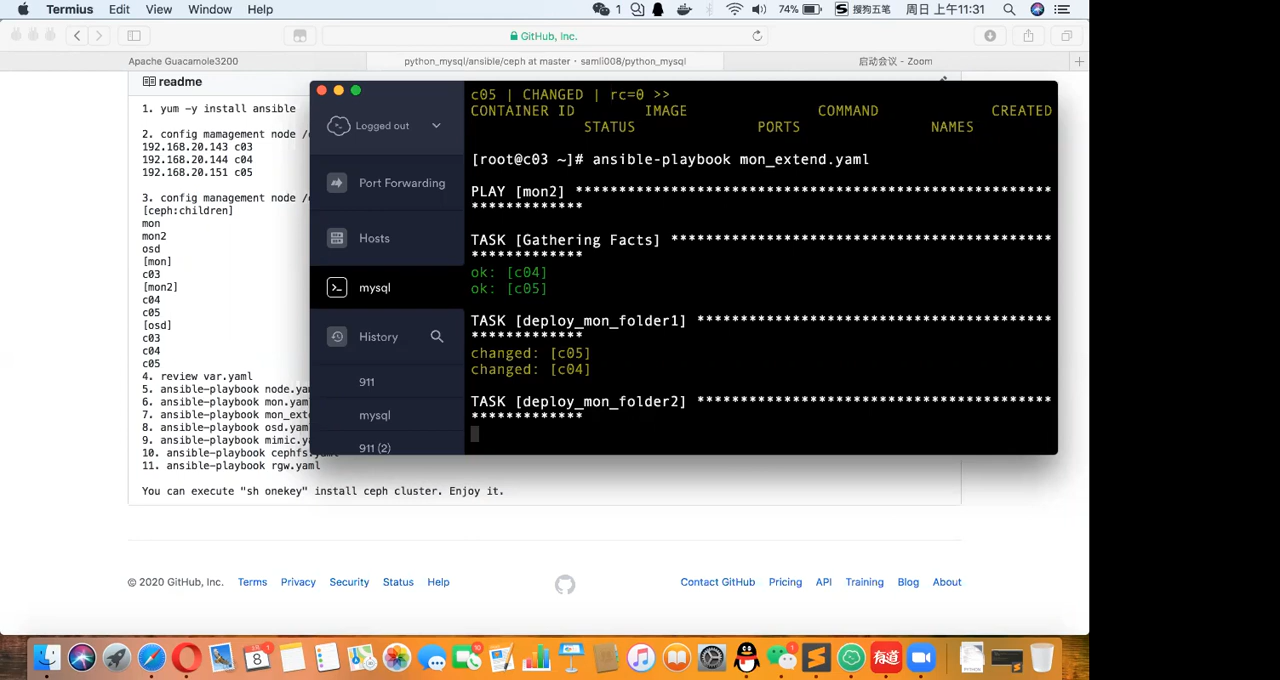 Termius Edit View Window Help 1 74% 搜狗五笔 周日上午11:31
GitHub, Inc.
Apache Guacamole3200 python_mysql/ansible/ceph at master · samli008/python_mysql 启动会议 - Zoom
readme
1. yum -y install ansible
2. config management node /
192.168.20.143 c03
192.168.20.144 c04
192.168.20.151 c05
3. config management node /
[ceph:children]
mon
mon2
osd
[mon]
c03
[mon2]
c04
c05
[osd]
c03
c04
c05
4. review var.yaml
5. ansible-playbook node.ya
6. ansible-playbook mon.yam
7. ansible-playbook mon_ext
8. ansible-playbook osd.yam
9. ansible-playbook mimic.y
10. ansible-playbook cephfs.yaml
11. ansible-playbook rgw.yaml
You can execute "sh onekey" install ceph cluster. Enjoy it.
Logged out
Port Forwarding
Hosts
mysql
History
911
mysql
911 (2)
c05 | CHANGED | rc=0 >>
CONTAINER ID IMAGE COMMAND CREATED
STATUS PORTS NAMES
[root@c03 ~]# ansible-playbook mon_extend.yaml
PLAY [mon2] *******************************************************
*************
TASK [Gathering Facts] *******************************************
*************
ok: [c04]
ok: [c05]
TASK [deploy_mon_folder1] ****************************************
*************
changed: [c05]
changed: [c04]
TASK [deploy_mon_folder2] ****************************************
*************
© 2020 GitHub, Inc. Terms Privacy Security Status Help Contact GitHub Pricing API Training Blog About
8
有道